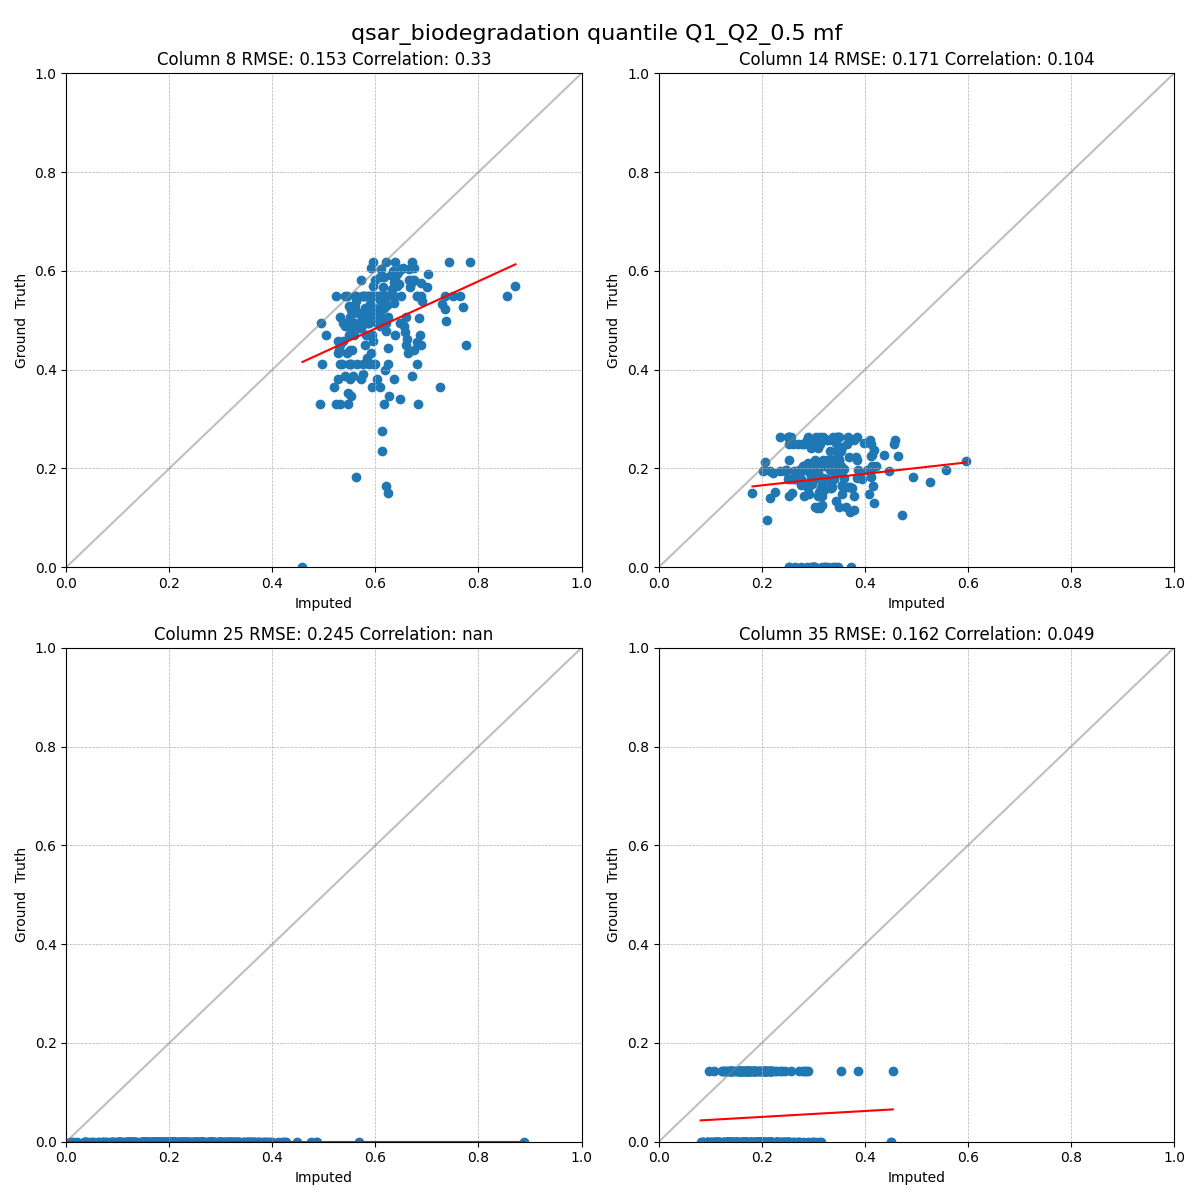 qsar_biodegradation quantile Q1_Q2_0.5 mf
Column 8 RMSE: 0.153 Correlation: 0.33
1.0
0.8
0.6
0.4
0.2
0.0
0.0 0.2 0.4 0.6 0.8 1.0
Imputed
Ground Truth
Column 14 RMSE: 0.171 Correlation: 0.104
1.0
0.8
0.6
0.4
0.2
0.0
0.0 0.2 0.4 0.6 0.8 1.0
Imputed
Ground Truth
Column 25 RMSE: 0.245 Correlation: nan
1.0
0.8
0.6
0.4
0.2
0.0
0.0 0.2 0.4 0.6 0.8 1.0
Imputed
Ground Truth
Column 35 RMSE: 0.162 Correlation: 0.049
1.0
0.8
0.6
0.4
0.2
0.0
0.0 0.2 0.4 0.6 0.8 1.0
Imputed
Ground Truth